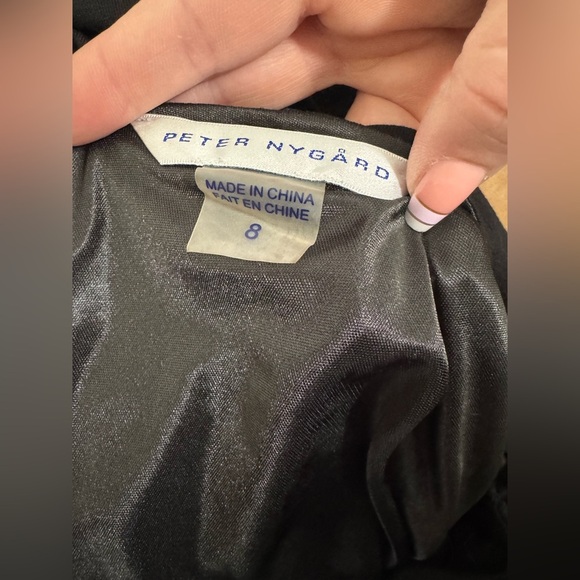 PETER NYGÅRD
MADE IN CHINA
FAIT EN CHINE
8